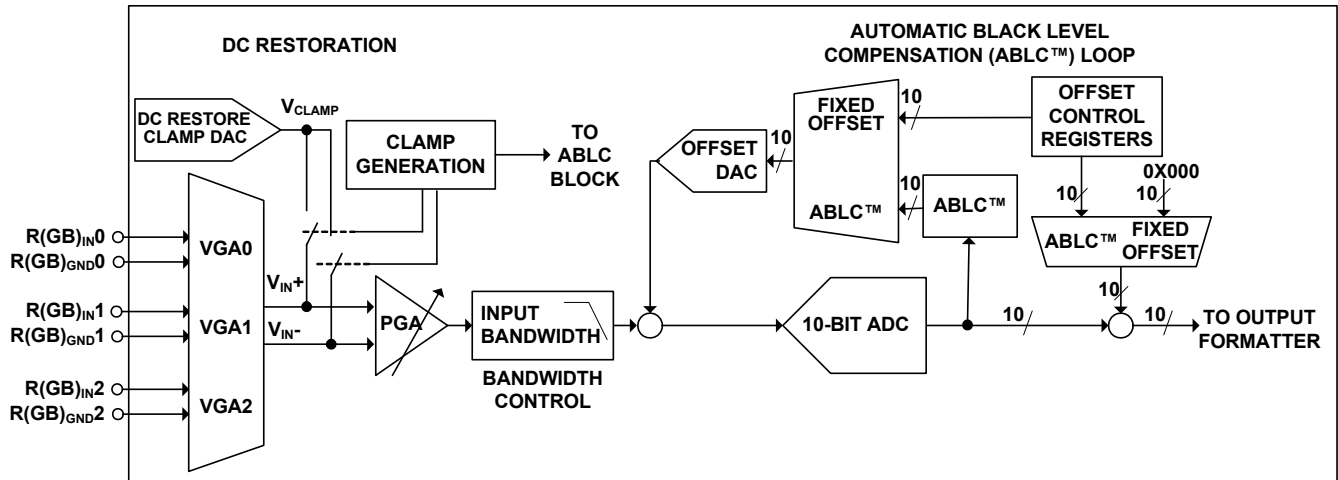 DC RESTORATION
AUTOMATIC BLACK LEVEL
COMPENSATION (ABLC™) LOOP
DC RESTORE
CLAMP DAC
VCLAMP
CLAMP
GENERATION
TO
ABLC
BLOCK
OFFSET
DAC
10
FIXED
OFFSET
ABLC™
10
10
ABLC™
OFFSET
CONTROL
REGISTERS
10
0X000
10
ABLC™
FIXED
OFFSET
10
R(GB)IN0
R(GB)GND0
R(GB)IN1
R(GB)GND1
R(GB)IN2
R(GB)GND2
VGA0
VGA1
VGA2
VIN+
VIN-
PGA
INPUT
BANDWIDTH
BANDWIDTH
CONTROL
10-BIT ADC
10
10
TO OUTPUT
FORMATTER